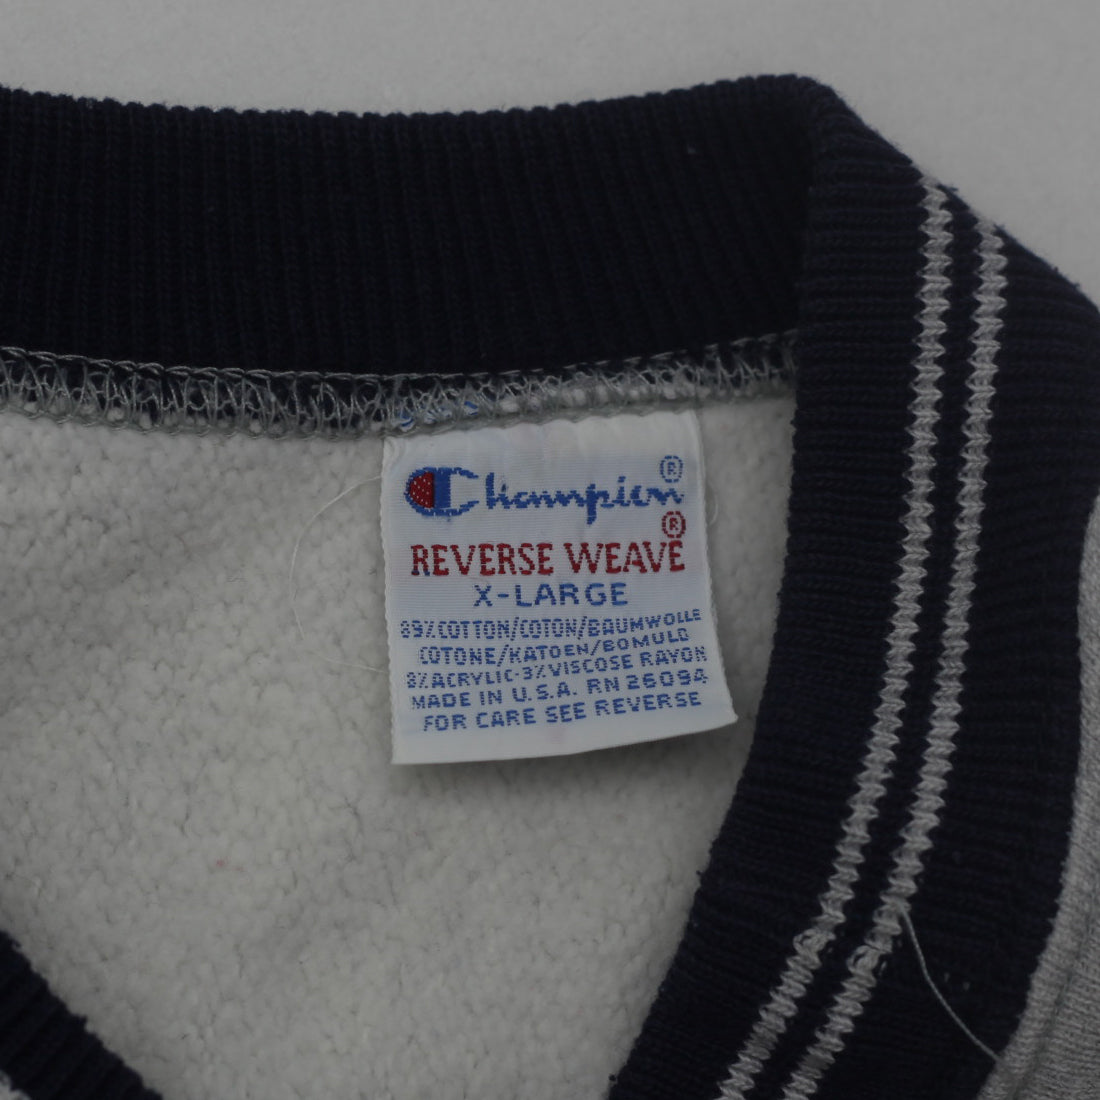 Champion®
REVERSE WEAVE®
X-LARGE
89% COTTON/COTON/BAUMWOLLE
COTONE/KATOEN/BOMULD
8% ACRYLIC-3% VISCOSE RAYON
MADE IN U.S.A. RN 26094
FOR CARE SEE REVERSE